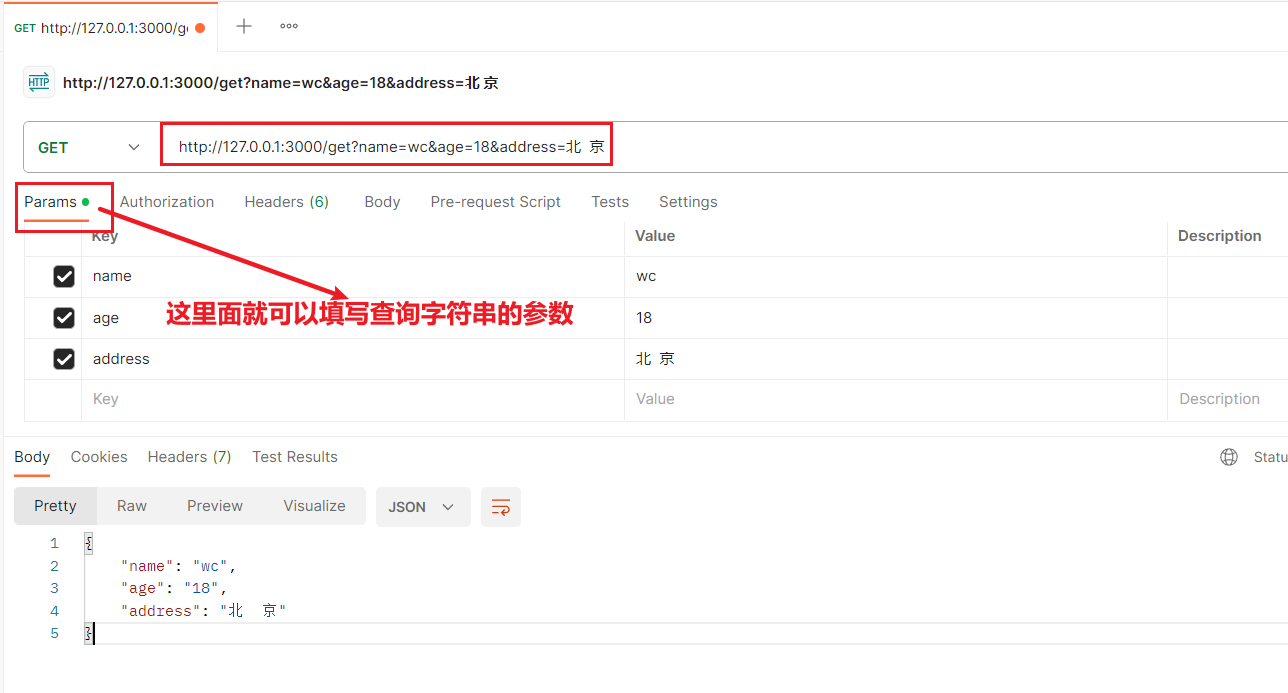 GET http://127.0.0.1:3000/ge
HTTP http://127.0.0.1:3000/get?name=wc&age=18&address=北京
GET http://127.0.0.1:3000/get?name=wc&age=18&address=北 京
Params Authorization Headers (6) Body Pre-request Script Tests Settings
Key Value Description
name wc
age 18
这里面就可以填写查询字符串的参数
address 北 京
Key Value Description
Body Cookies Headers (7) Test Results Statu
Pretty Raw Preview Visualize JSON
1 {
2 "name": "wc",
3 "age": "18",
4 "address": "北 京"
5 }